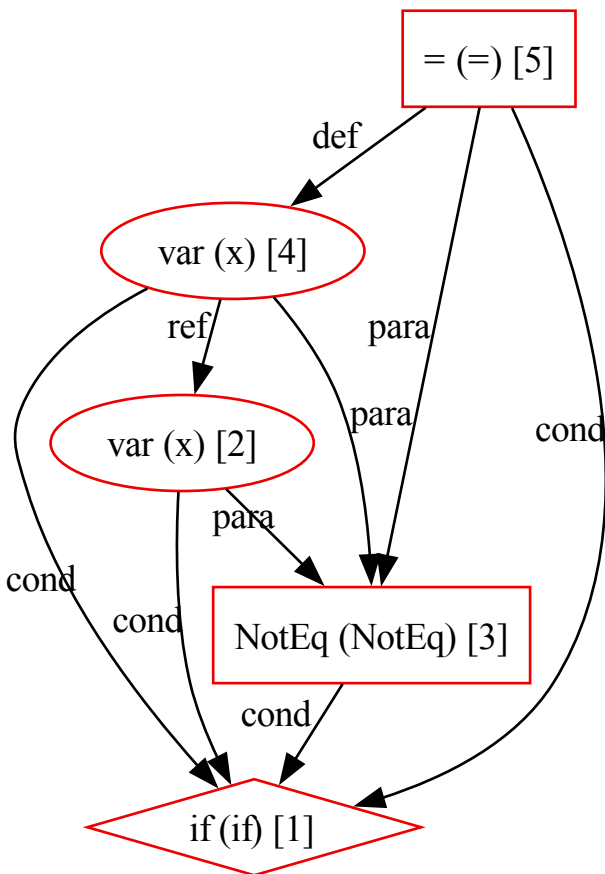 = (=) [5]
def
var (x) [4]
ref
para
para
cond
var (x) [2]
para
cond
cond
NotEq (NotEq) [3]
cond
if (if) [1]